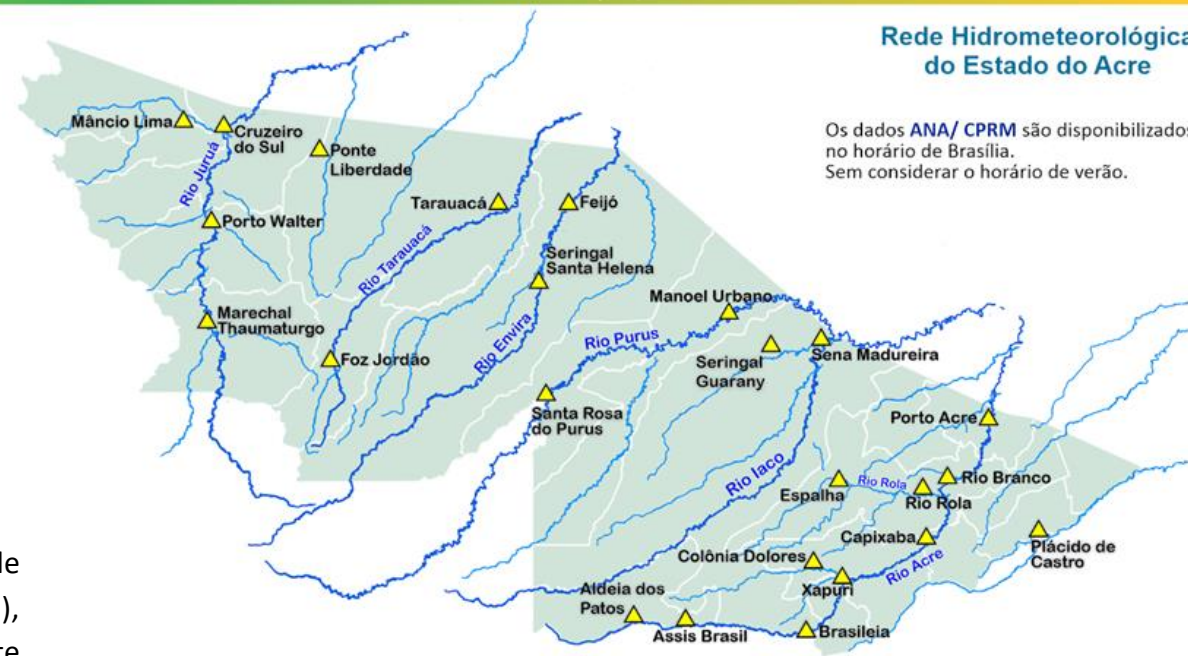 Rede Hidrometeorológica
do Estado do Acre
Os dados ANA/ CPRM são disponibilizados
no horário de Brasília.
Sem considerar o horário de verão.
Mâncio Lima
Cruzeiro
do Sul
Ponte
Liberdade
Rio Juruá
Porto Walter
Tarauacá
Feijó
Rio Tarauacá
Seringal
Santa Helena
Marechal
Thaumaturgo
Foz Jordão
Rio Envira
Manoel Urbano
Rio Purus
Seringal
Guarany
Sena Madureira
Santa Rosa
do Purus
Porto Acre
Rio Iaco
Espalha
Rio Rola
Rio Rola
Rio Branco
Capixaba
Plácido de
Castro
Colônia Dolores
Xapuri
Rio Acre
Aldeia dos
Patos
Assis Brasil
Brasileia
de
),